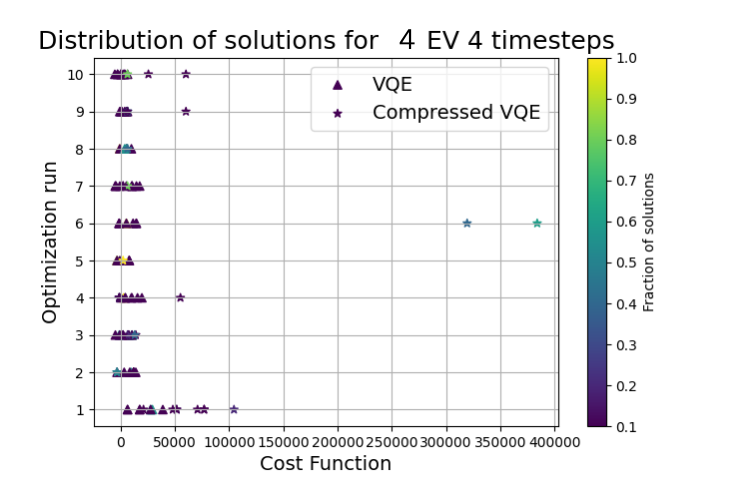 Distribution of solutions for 4 EV 4 timesteps
VQE
Compressed VQE
10
9
8
7
6
5
4
3
2
1
Optimization run
0 50000 100000 150000 200000 250000 300000 350000 400000
Cost Function
1.0
0.9
0.8
0.7
0.6
0.5
0.4
0.3
0.2
0.1
Fraction of solutions